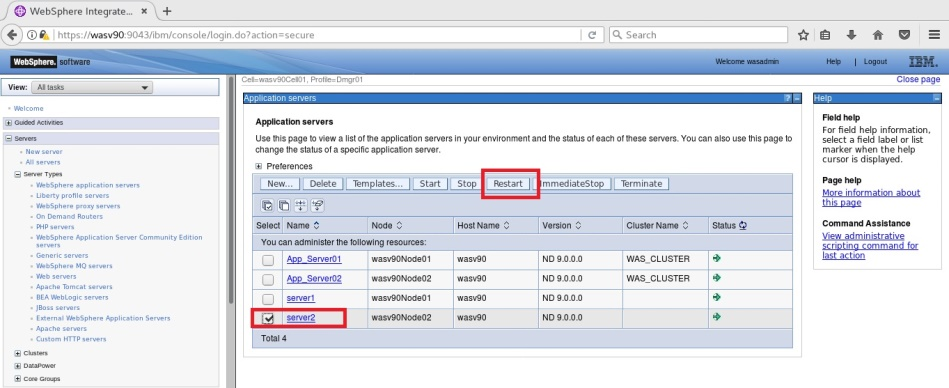 WebSphere Integrate...
https://wasv90:9043/ibm/console/login.do?action=secure
Search
WebSphere. software
Welcome wasadmin
Help | Logout
IBM.
View: All tasks
Welcome
Guided Activities
Servers
New server
All servers
Server Types
WebSphere application servers
Liberty profile servers
WebSphere proxy servers
On Demand Routers
PHP servers
WebSphere Application Server Community Edition
servers
Generic servers
WebSphere MQ servers
Web servers
Apache Tomcat servers
BEA WebLogic servers
JBoss servers
External WebSphere Application Servers
Apache servers
Custom HTTP servers
Clusters
DataPower
Core Groups
Cell=wasv90Cell01, Profile=Dmgr01
Close page
Application servers
Application servers
Use this page to view a list of the application servers in your environment and the status of each of these servers. You can also use this page to
change the status of a specific application server.
Preferences
New... Delete Templates... Start Stop Restart ImmediateStop Terminate
Select Name Node Host Name Version Cluster Name Status
You can administer the following resources:
App_Server01 wasv90Node01 wasv90 ND 9.0.0.0 WAS_CLUSTER
App_Server02 wasv90Node02 wasv90 ND 9.0.0.0 WAS_CLUSTER
server1 wasv90Node01 wasv90 ND 9.0.0.0
server2 wasv90Node02 wasv90 ND 9.0.0.0
Total 4
Help
Field help
For field help information,
select a field label or list
marker when the help
cursor is displayed.
Page help
More information about
this page
Command Assistance
View administrative
scripting command for
last action